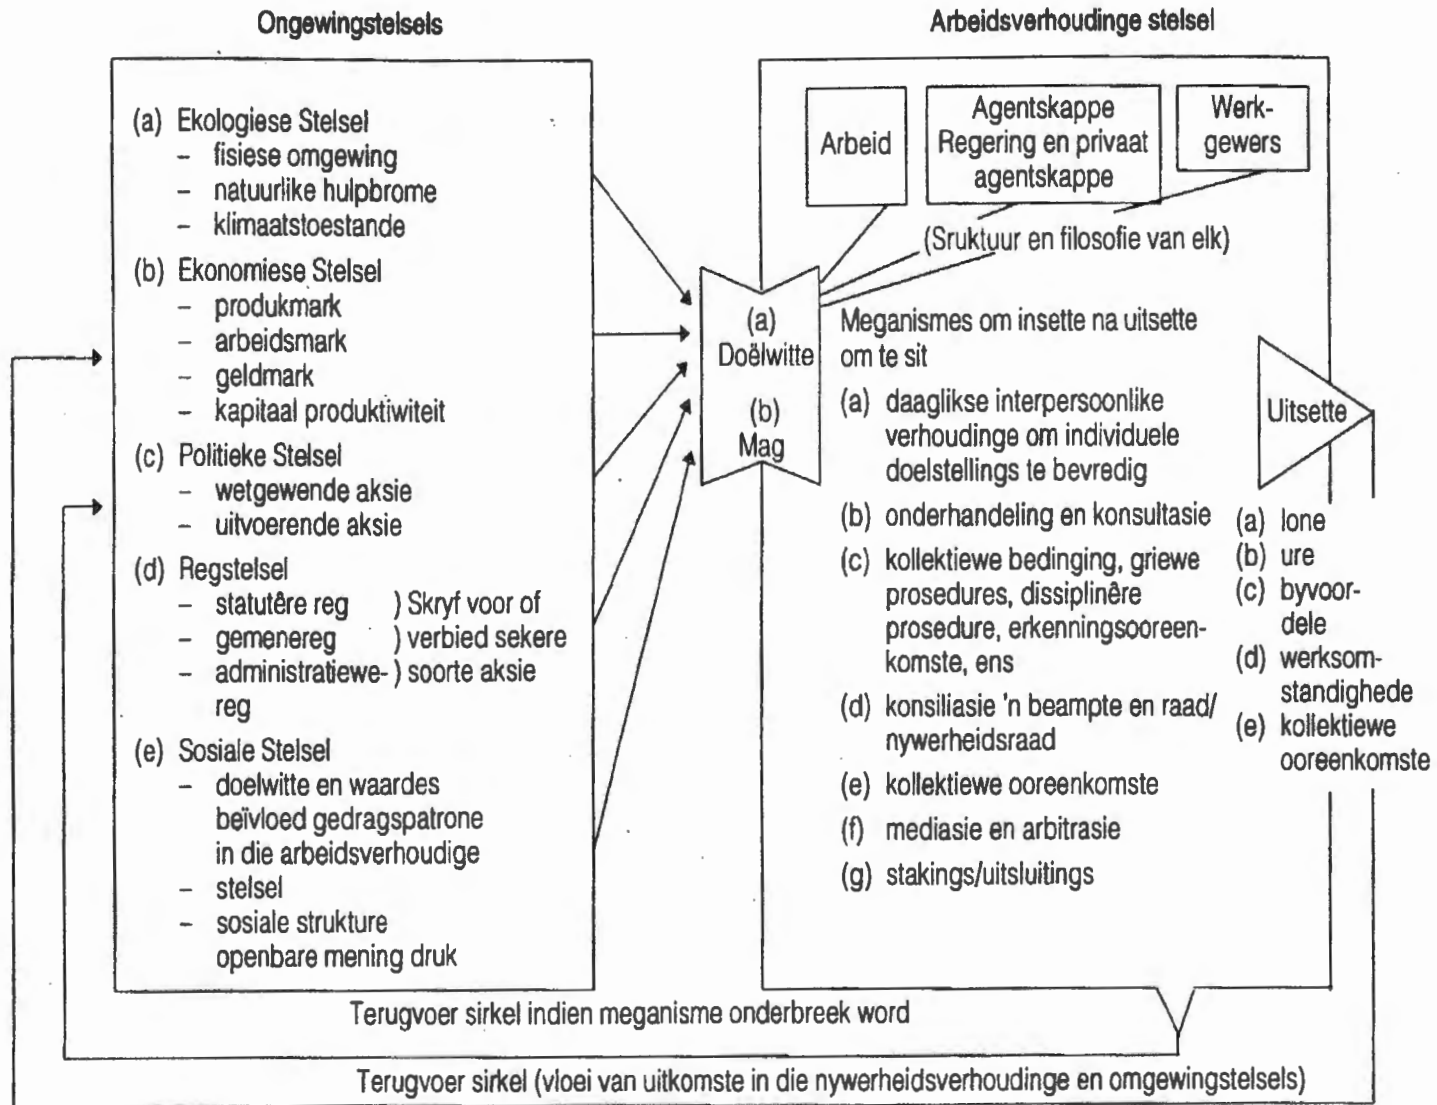 Ongewingstelsels
(a) Ekologiese Stelsel
– fisiese omgewing
– natuurlike hulpbrome
– klimaatstoestande
(b) Ekonomiese Stelsel
– produkmark
– arbeidsmark
– geldmark
– kapitaal produktiwiteit
(c) Politieke Stelsel
– wetgewende aksie
– uitvoerende aksie
(d) Regstelsel
– statutêre reg ) Skryf voor of
– gemenereg ) verbied sekere
– administratiewe- ) soorte aksie
reg
(e) Sosiale Stelsel
– doelwitte en waardes
beïvloed gedragspatrone
in die arbeidsverhoudige
– stelsel
– sosiale strukture
openbare mening druk
(a)
Doëlwitte
(b)
Mag
Arbeidsverhoudinge stelsel
Arbeid
Agentskappe
Regering en privaat
agentskappe
Werk-
gewers
(Sruktuur en filosofie van elk)
Meganismes om insette na uitsette
om te sit
(a) daaglikse interpersoonlike
verhoudinge om individuele
doelstellings te bevredig
(b) onderhandeling en konsultasie
(c) kollektiewe bedinging, griewe
prosedures, dissiplinêre
prosedure, erkenningsooreen-
komste, ens
(d) konsiliasie 'n beampte en raad/
nywerheidsraad
(e) kollektiewe ooreenkomste
(f) mediasie en arbitrasie
(g) stakings/uitsluitings
Uitsette
(a) lone
(b) ure
(c) byvoor-
dele
(d) werksom-
standighede
(e) kollektiewe
ooreenkomste
Terugvoer sirkel indien meganisme onderbreek word
Terugvoer sirkel (vloei van uitkomste in die nywerheidsverhoudinge en omgewingstelsels)